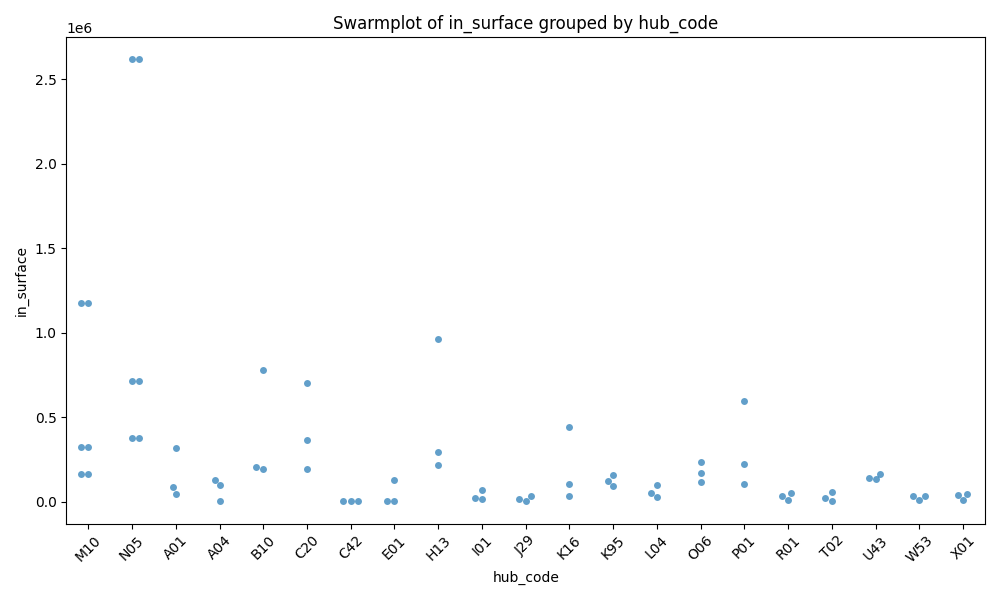 Swarmplot of in_surface grouped by hub_code
1e6
in_surface
2.5
2.0
1.5
1.0
0.5
0.0
M10 N05 A01 A04 B10 C20 C42 E01 H13 I01 J29 K16 K95 L04 O06 P01 R01 T02 U43 W53 X01
hub_code